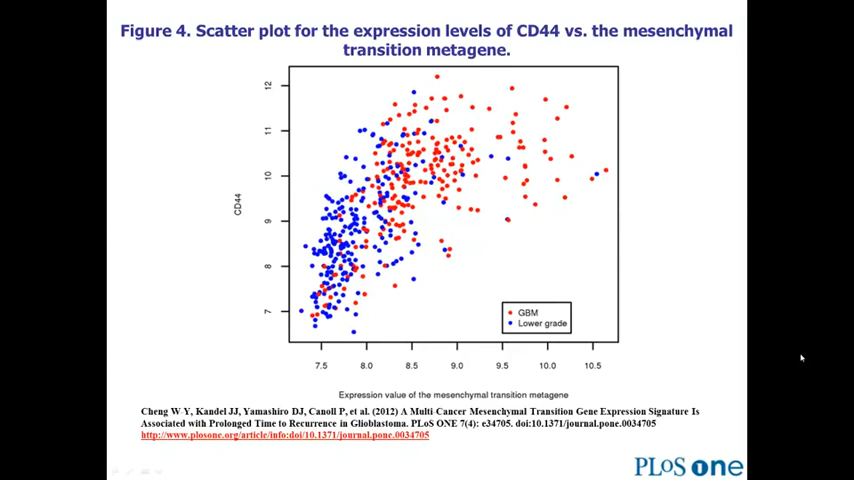 Figure 4. Scatter plot for the expression levels of CD44 vs. the mesenchymal
transition metagene.
12
11
10
9
8
7
CD44
GBM
Lower grade
7.5 8.0 8.5 9.0 9.5 10.0 10.5
Expression value of the mesenchymal transition metagene
Cheng W-Y, Kandel JJ, Yamashiro DJ, Canoll P, et al. (2012) A Multi-Cancer Mesenchymal Transition Gene Expression Signature Is
Associated with Prolonged Time to Recurrence in Glioblastoma. PLoS ONE 7(4): e34705. doi:10.1371/journal.pone.0034705
http://www.plosone.org/article/info:doi/10.1371/journal.pone.0034705
PLoS one